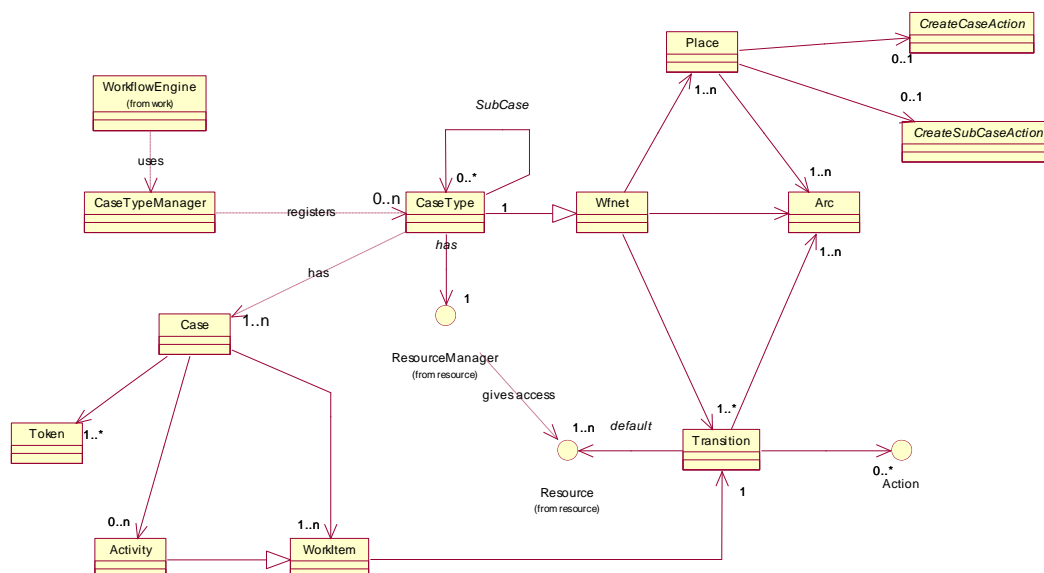 CreateCaseAction
Place
0..1
WorkflowEngine
(from work)
1..n
0..1
SubCase
CreateSubCaseAction
uses
0..*
1..n
CaseTypeManager
registers
0..n
CaseType
1
Wfnet
Arc
has
1..n
has
1
Case
1..n
ResourceManager
(from resource)
gives access
1..*
1..n
default
Token
1..*
Transition
0..*
Action
1
Resource
(from resource)
0..n
1..n
Activity
WorkItem